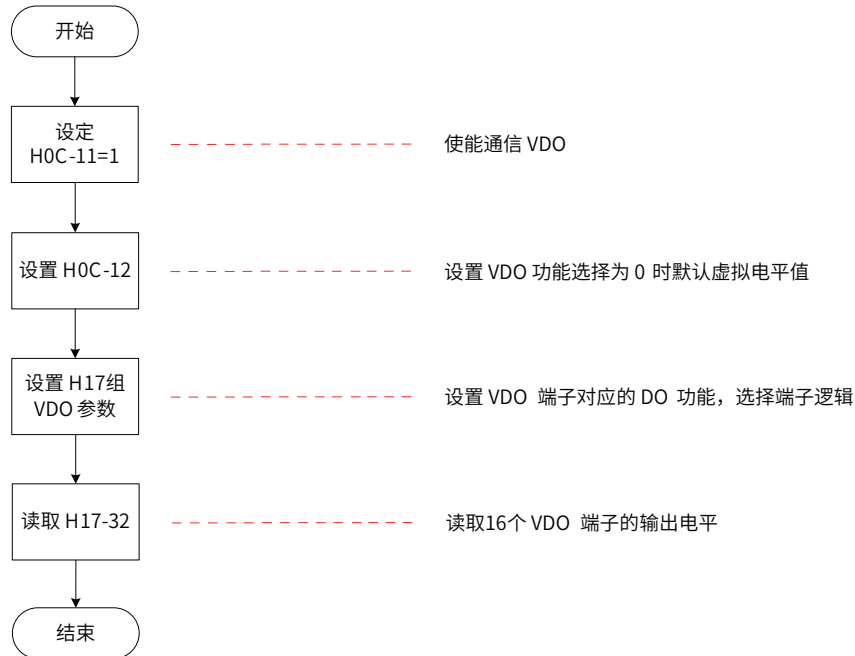 开始
设定
H0C-11=1
使能通信 VDO
设置 H0C-12
设置 VDO 功能选择为 0 时默认虚拟电平值
设置 H17组
VDO 参数
设置 VDO 端子对应的 DO 功能，选择端子逻辑
读取 H17-32
读取16个 VDO 端子的输出电平
结束